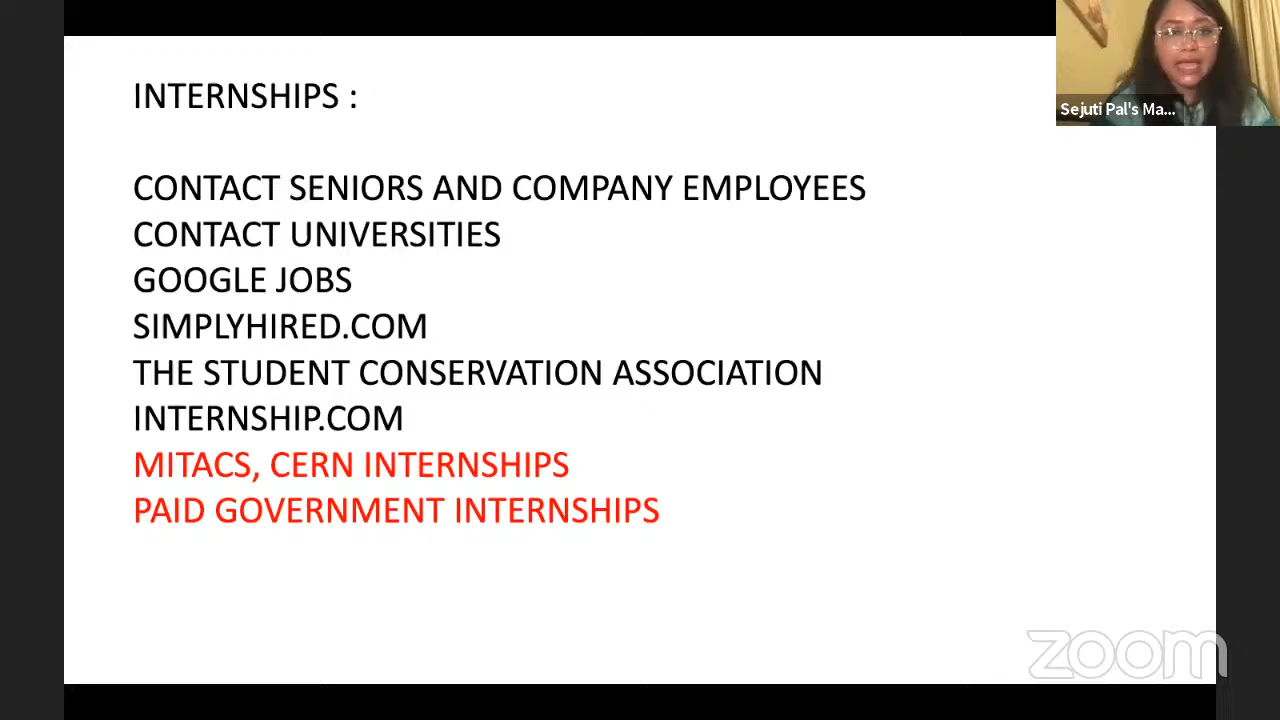 INTERNSHIPS :
CONTACT SENIORS AND COMPANY EMPLOYEES
CONTACT UNIVERSITIES
GOOGLE JOBS
SIMPLYHIRED.COM
THE STUDENT CONSERVATION ASSOCIATION
INTERNSHIP.COM
MITACS, CERN INTERNSHIPS
PAID GOVERNMENT INTERNSHIPS
Sejuti Pal's Ma...
zoom